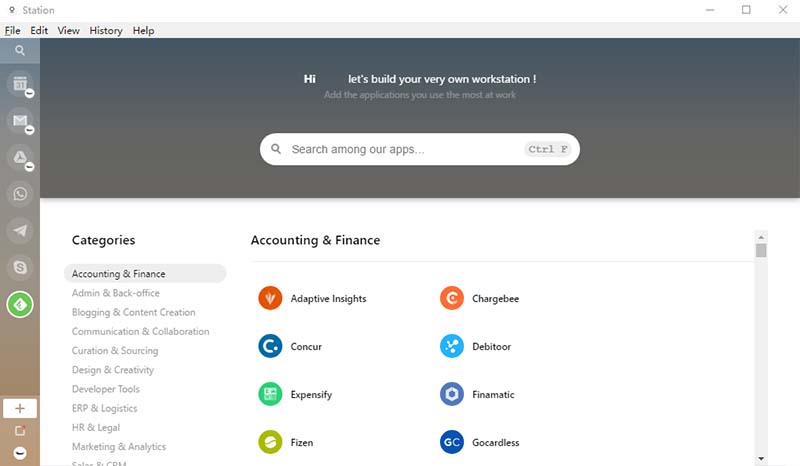 Station
File Edit View History Help
31
Hi let's build your very own workstation !
Add the applications you use the most at work
Search among our apps... Ctrl F
Categories
Accounting & Finance
Admin & Back-office
Blogging & Content Creation
Communication & Collaboration
Curation & Sourcing
Design & Creativity
Developer Tools
ERP & Logistics
HR & Legal
Marketing & Analytics
Sales & CRM
Accounting & Finance
Adaptive Insights
Chargebee
Concur
Debitoor
Expensify
Finamatic
Fizen
GC Gocardless